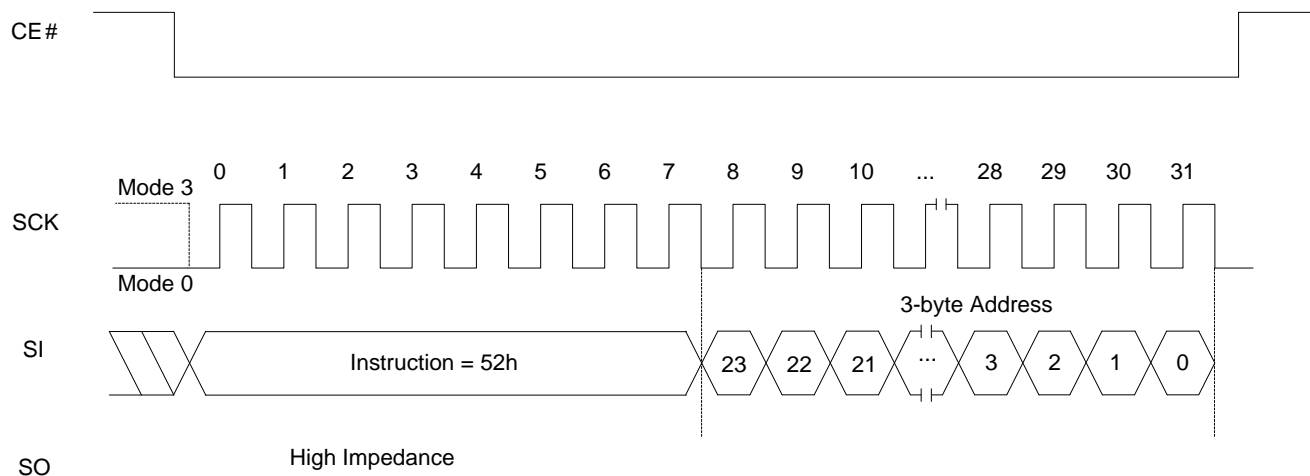 CE#
0 1 2 3 4 5 6 7 8 9 10 ... 28 29 30 31
Mode 3
SCK
Mode 0
3-byte Address
SI
Instruction = 52h 23 22 21 ... 3 2 1 0
High Impedance
SO